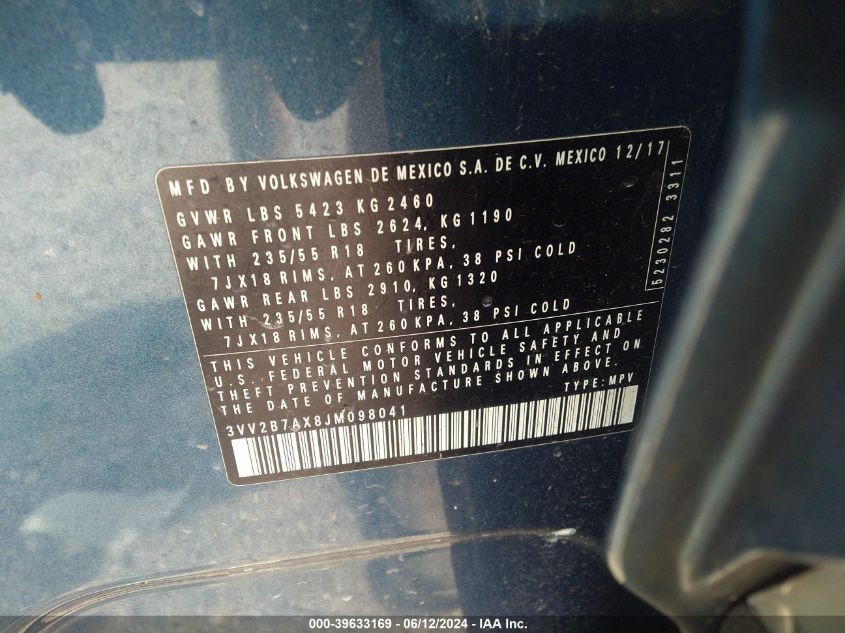 MFD BY VOLKSWAGEN DE MEXICO S.A. DE C.V. MEXICO 12/17
GVWR LBS 5423 KG 2460
GAWR FRONT LBS 2624, KG 1190
WITH 235/55 R18 TIRES,
7JX18 RIMS, AT 260 KPA, 38 PSI COLD
GAWR REAR LBS 2910, KG 1320
WITH 235/55 R18 TIRES,
7JX18 RIMS, AT 260 KPA, 38 PSI COLD
5230282 3311
THIS VEHICLE CONFORMS TO ALL APPLICABLE
U.S. FEDERAL MOTOR VEHICLE SAFETY AND
THEFT PREVENTION STANDARDS IN EFFECT ON
THE DATE OF MANUFACTURE SHOWN ABOVE.
3VV2B7AX8JM098041 TYPE: MPV
000-39633169 - 06/12/2024 - IAA Inc.